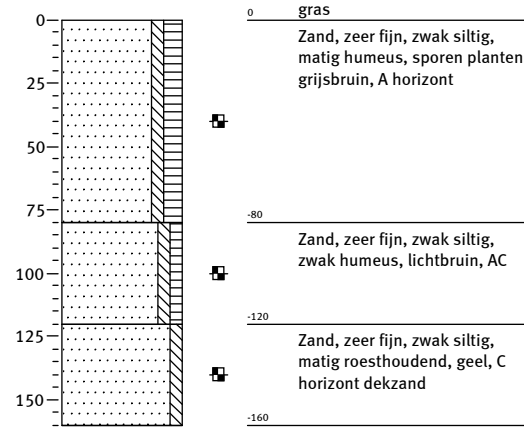 0
25
50
75
100
125
150
0
gras
Zand, zeer fijn, zwak siltig,
matig humeus, sporen planten
grijsbruin, A horizont
-80
Zand, zeer fijn, zwak siltig,
zwak humeus, lichtbruin, AC
-120
Zand, zeer fijn, zwak siltig,
matig roesthoudend, geel, C
horizont dekzand
-160